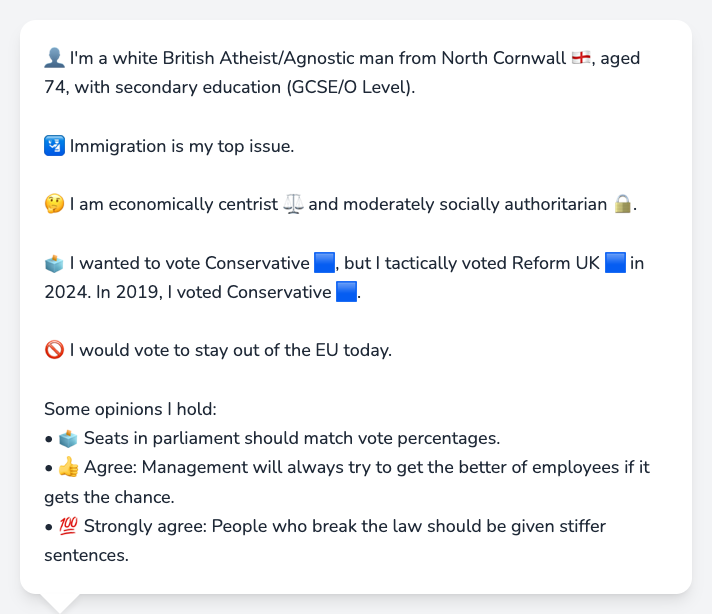 👤 I'm a white British Atheist/Agnostic man from North Cornwall 🏴󠁧󠁢󠁥󠁮󠁧󠁿, aged
74, with secondary education (GCSE/O Level).
🛂 Immigration is my top issue.
🤔 I am economically centrist ⚖️ and moderately socially authoritarian 🔒.
🗳️ I wanted to vote Conservative 🟦, but I tactically voted Reform UK 🟦 in
2024. In 2019, I voted Conservative 🟦.
🚫 I would vote to stay out of the EU today.
Some opinions I hold:
• 🗳️ Seats in parliament should match vote percentages.
• 👍 Agree: Management will always try to get the better of employees if it
gets the chance.
• 💯 Strongly agree: People who break the law should be given stiffer
sentences.